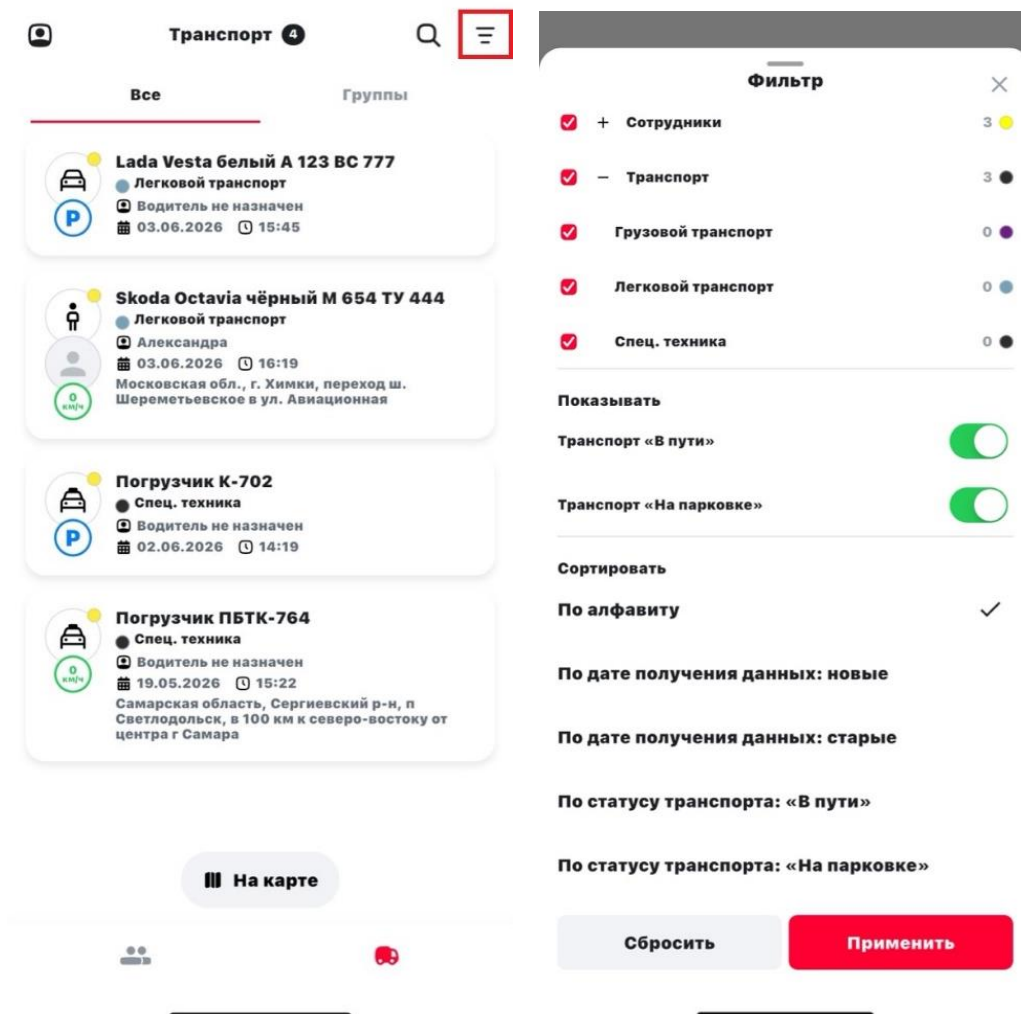 Транспорт 4
Все
Группы
Lada Vesta белый А 123 ВС 777
Легковой транспорт
Водитель не назначен
03.06.2026 15:45
P
Skoda Octavia чёрный М 654 ТУ 444
Легковой транспорт
Александра
03.06.2026 16:19
Московская обл., г. Химки, переход ш.
Шереметьевское в ул. Авиационная
0
км/ч
Погрузчик К-702
Спец. техника
Водитель не назначен
02.06.2026 14:19
P
Погрузчик ПБТК-764
Спец. техника
Водитель не назначен
19.05.2026 15:22
Самарская область, Сергиевский р-н, п
Светлодольск, в 100 км к северо-востоку от
центра г Самара
0
км/ч
На карте
Фильтр
+ Сотрудники 3
− Транспорт 3
Грузовой транспорт 0
Легковой транспорт 0
Спец. техника 0
Показывать
Транспорт «В пути»
Транспорт «На парковке»
Сортировать
По алфавиту
По дате получения данных: новые
По дате получения данных: старые
По статусу транспорта: «В пути»
По статусу транспорта: «На парковке»
Сбросить
Применить